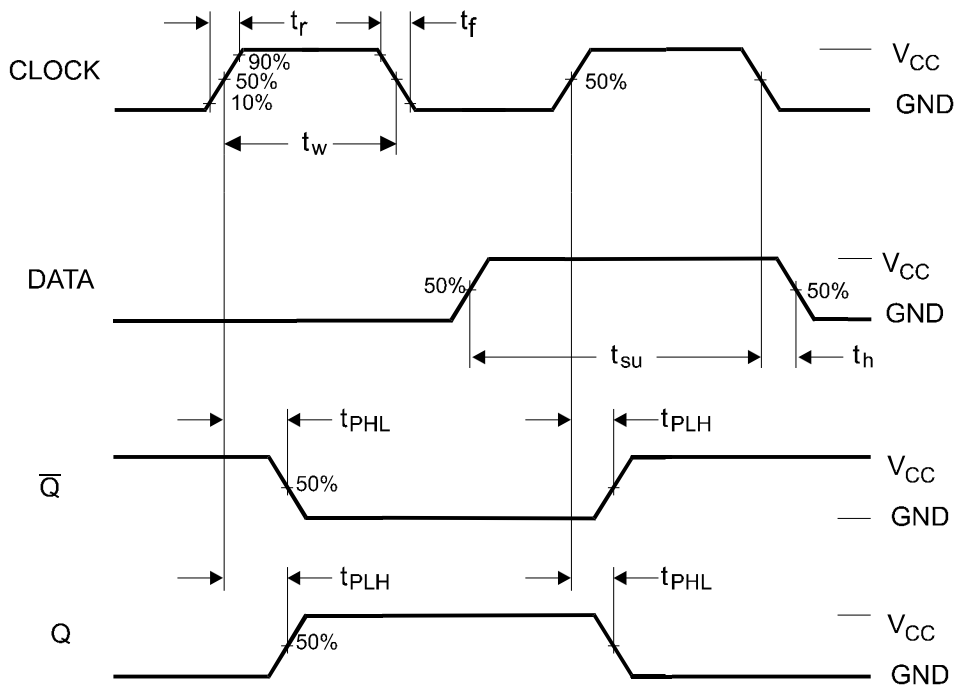 tr
tf
CLOCK
90%
50%
10%
50%
VCC
GND
tw
DATA
50%
50%
VCC
GND
tsu
th
tPHL
tPLH
Q̅
50%
VCC
GND
tPLH
tPHL
Q
50%
VCC
GND